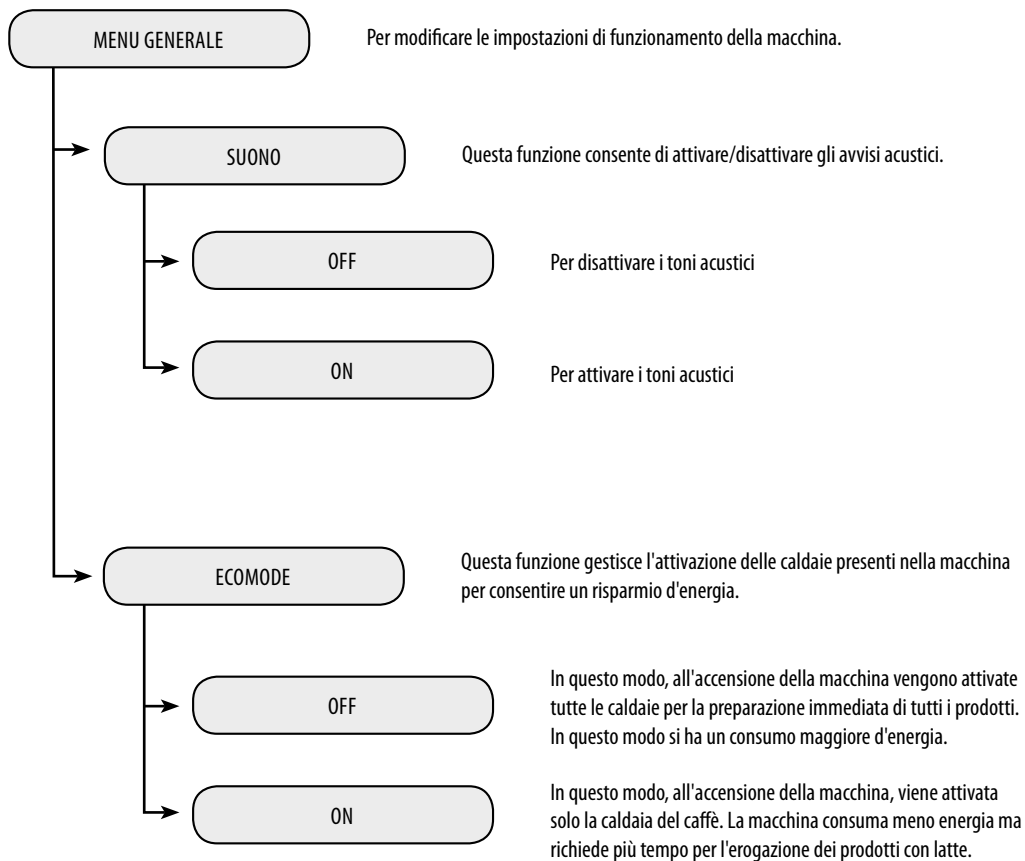 MENU GENERALE
Per modificare le impostazioni di funzionamento della macchina.
SUONO
Questa funzione consente di attivare/disattivare gli avvisi acustici.
OFF
Per disattivare i toni acustici
ON
Per attivare i toni acustici
ECOMODE
Questa funzione gestisce l'attivazione delle caldaie presenti nella macchina
per consentire un risparmio d'energia.
OFF
In questo modo, all'accensione della macchina vengono attivate
tutte le caldaie per la preparazione immediata di tutti i prodotti.
In questo modo si ha un consumo maggiore d'energia.
ON
In questo modo, all'accensione della macchina, viene attivata
solo la caldaia del caffè. La macchina consuma meno energia ma
richiede più tempo per l'erogazione dei prodotti con latte.